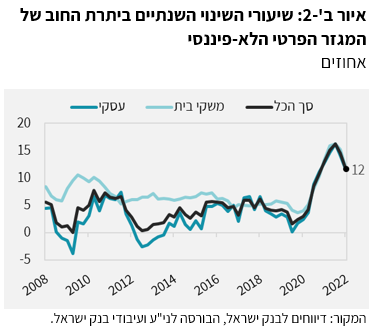 איור ב'-2: שיעורי השינוי השנתיים ביתרת החוב של
המגזר הפרטי הלא-פיננסי
אחוזים
סך הכל משקי בית עסקי
20
15
10
5
0
-5
12
2008 2010 2012 2014 2016 2018 2020 2022
המקור: דיווחים לבנק ישראל, הבורסה לני"ע ועיבודי בנק ישראל.